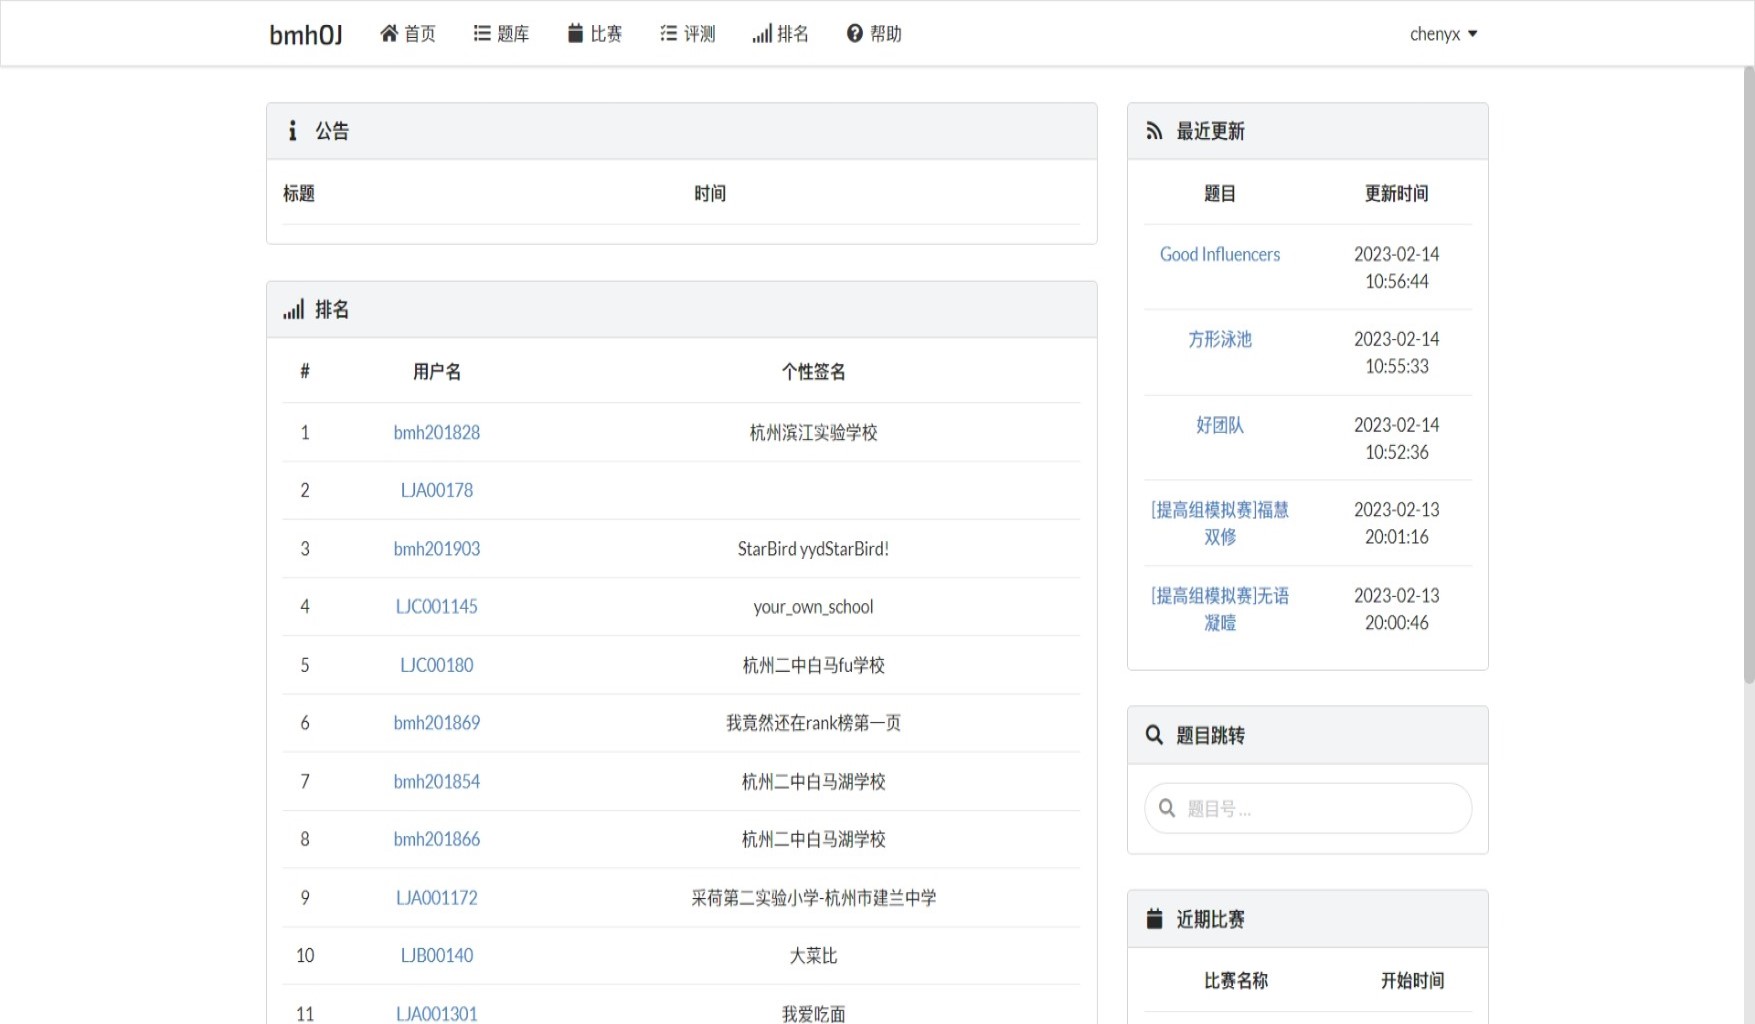 bmhOJ 首页 题库 比赛 评测 排名 帮助 chenyx
公告
标题 时间
排名
# 用户名 个性签名
1 bmh201828 杭州滨江实验学校
2 LJA00178
3 bmh201903 StarBird yydStarBird!
4 LJC001145 your_own_school
5 LJC00180 杭州二中白马fu学校
6 bmh201869 我竟然还在rank榜第一页
7 bmh201854 杭州二中白马湖学校
8 bmh201866 杭州二中白马湖学校
9 LJA001172 采荷第二实验小学-杭州市建兰中学
10 LJB00140 大菜比
11 LJA001301 我爱吃面
最近更新
题目 更新时间
Good Influencers 2023-02-14
10:56:44
方形泳池 2023-02-14
10:55:33
好团队 2023-02-14
10:52:36
[提高组模拟赛]福慧 2023-02-13
双修 20:01:16
[提高组模拟赛]无语 2023-02-13
凝噎 20:00:46
题目跳转
题目号 ...
近期比赛
比赛名称 开始时间